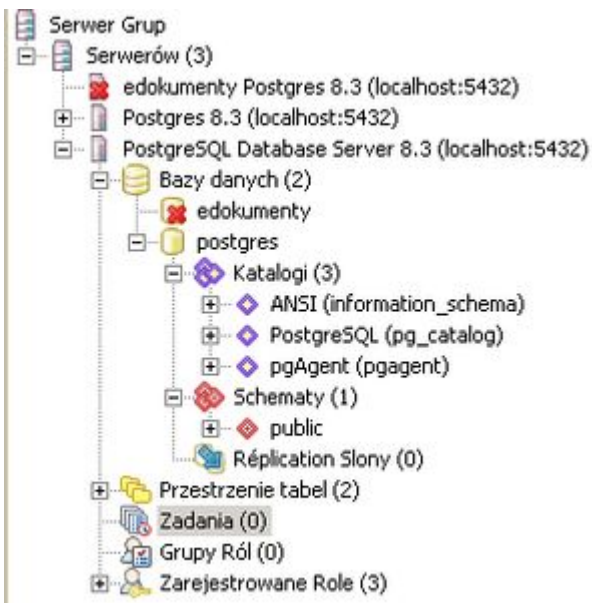 Serwer Grup
Serwerów (3)
edokumenty Postgres 8.3 (localhost:5432)
Postgres 8.3 (localhost:5432)
PostgreSQL Database Server 8.3 (localhost:5432)
Bazy danych (2)
edokumenty
postgres
Katalogi (3)
ANSI (information_schema)
PostgreSQL (pg_catalog)
pgAgent (pgagent)
Schematy (1)
public
Réplication Slony (0)
Przestrzenie tabel (2)
Zadania (0)
Grupy Ról (0)
Zarejestrowane Role (3)